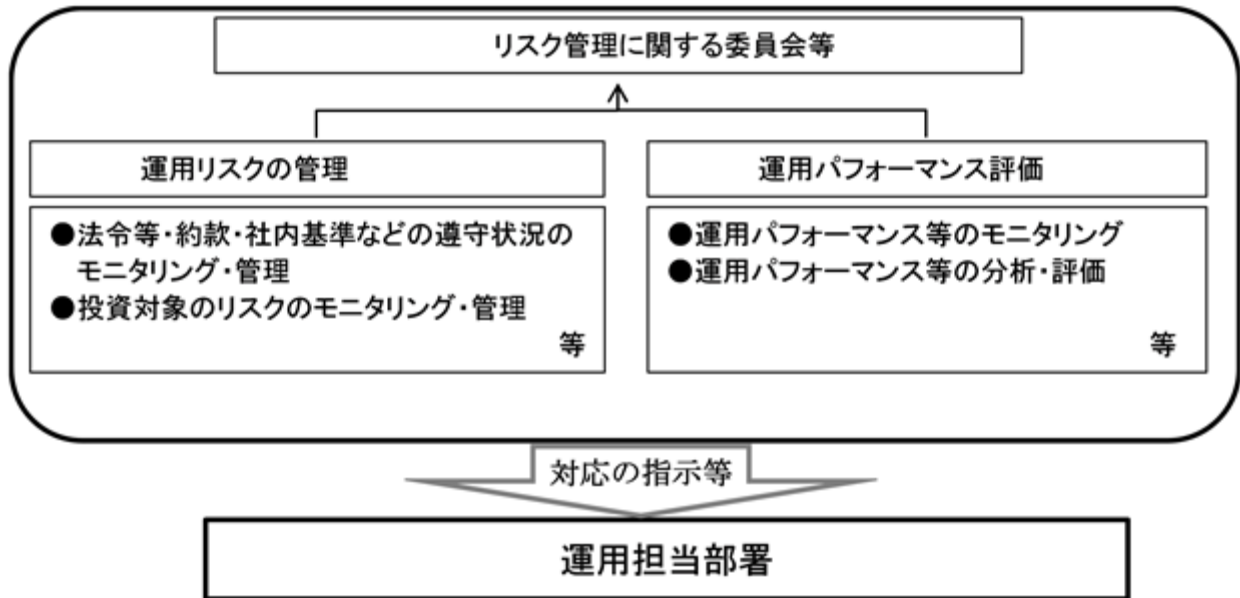 リスク管理に関する委員会等
運用リスクの管理
●法令等・約款・社内基準などの遵守状況の
モニタリング・管理
●投資対象のリスクのモニタリング・管理
等
運用パフォーマンス評価
●運用パフォーマンス等のモニタリング
●運用パフォーマンス等の分析・評価
等
対応の指示等
運用担当部署